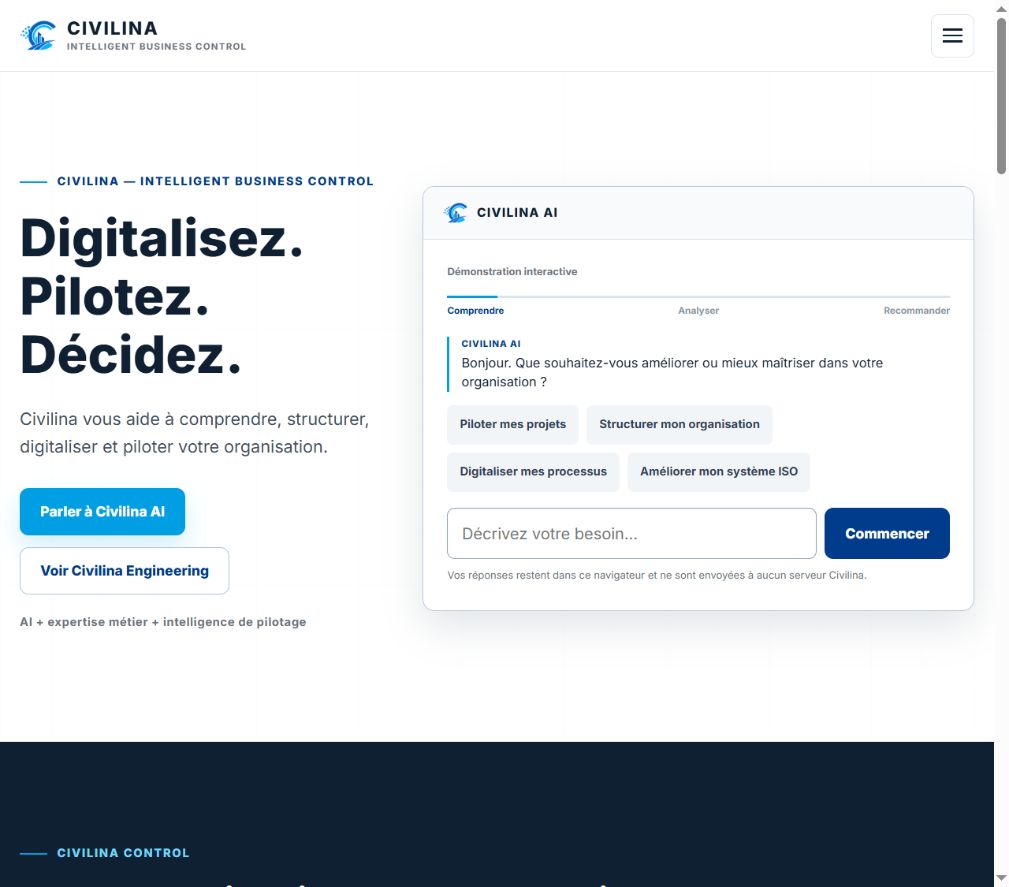 CIVILINA
INTELLIGENT BUSINESS CONTROL
CIVILINA — INTELLIGENT BUSINESS CONTROL
Digitalisez.
Pilotez.
Décidez.
Civilina vous aide à comprendre, structurer,
digitaliser et piloter votre organisation.
Parler à Civilina AI
Voir Civilina Engineering
AI + expertise métier + intelligence de pilotage
CIVILINA AI
Démonstration interactive
Comprendre Analyser Recommander
CIVILINA AI
Bonjour. Que souhaitez-vous améliorer ou mieux maîtriser dans votre
organisation ?
Piloter mes projets Structurer mon organisation
Digitaliser mes processus Améliorer mon système ISO
Décrivez votre besoin... Commencer
Vos réponses restent dans ce navigateur et ne sont envoyées à aucun serveur Civilina.
CIVILINA CONTROL